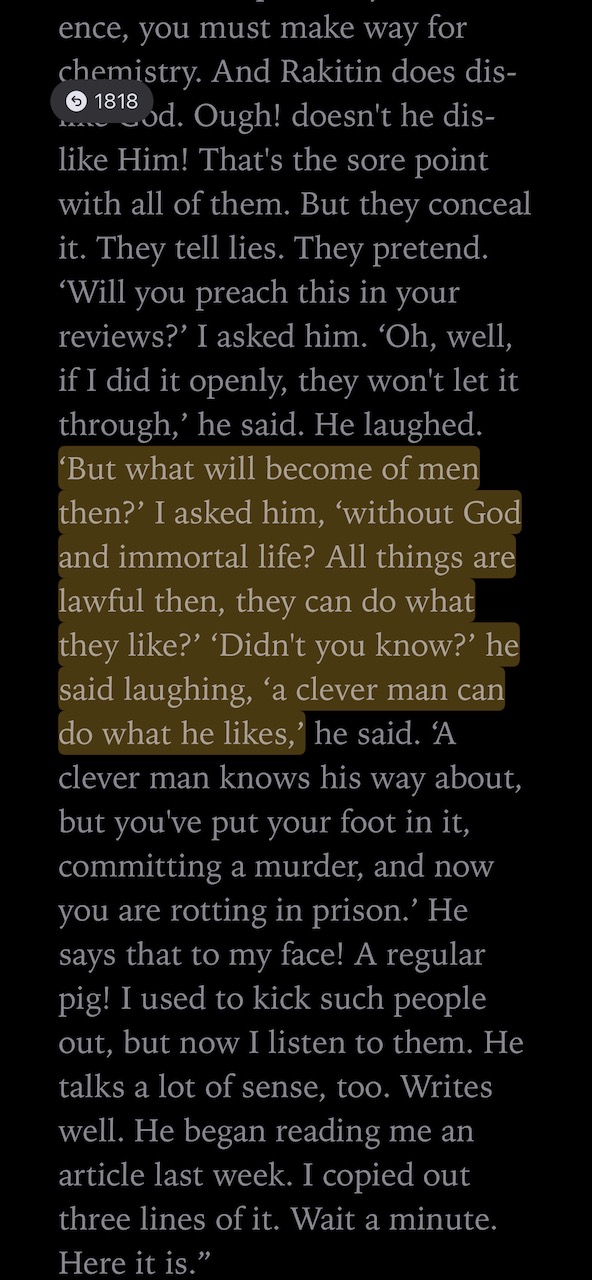 ence, you must make way for
chemistry. And Rakitin does dis-
1818
God. Ough! doesn't he dis-
like Him! That's the sore point
with all of them. But they conceal
it. They tell lies. They pretend.
‘Will you preach this in your
reviews?’ I asked him. ‘Oh, well,
if I did it openly, they won't let it
through,’ he said. He laughed.
‘But what will become of men
then?’ I asked him, ‘without God
and immortal life? All things are
lawful then, they can do what
they like?’ ‘Didn't you know?’ he
said laughing, ‘a clever man can
do what he likes,’ he said. ‘A
clever man knows his way about,
but you've put your foot in it,
committing a murder, and now
you are rotting in prison.’ He
says that to my face! A regular
pig! I used to kick such people
out, but now I listen to them. He
talks a lot of sense, too. Writes
well. He began reading me an
article last week. I copied out
three lines of it. Wait a minute.
Here it is.”